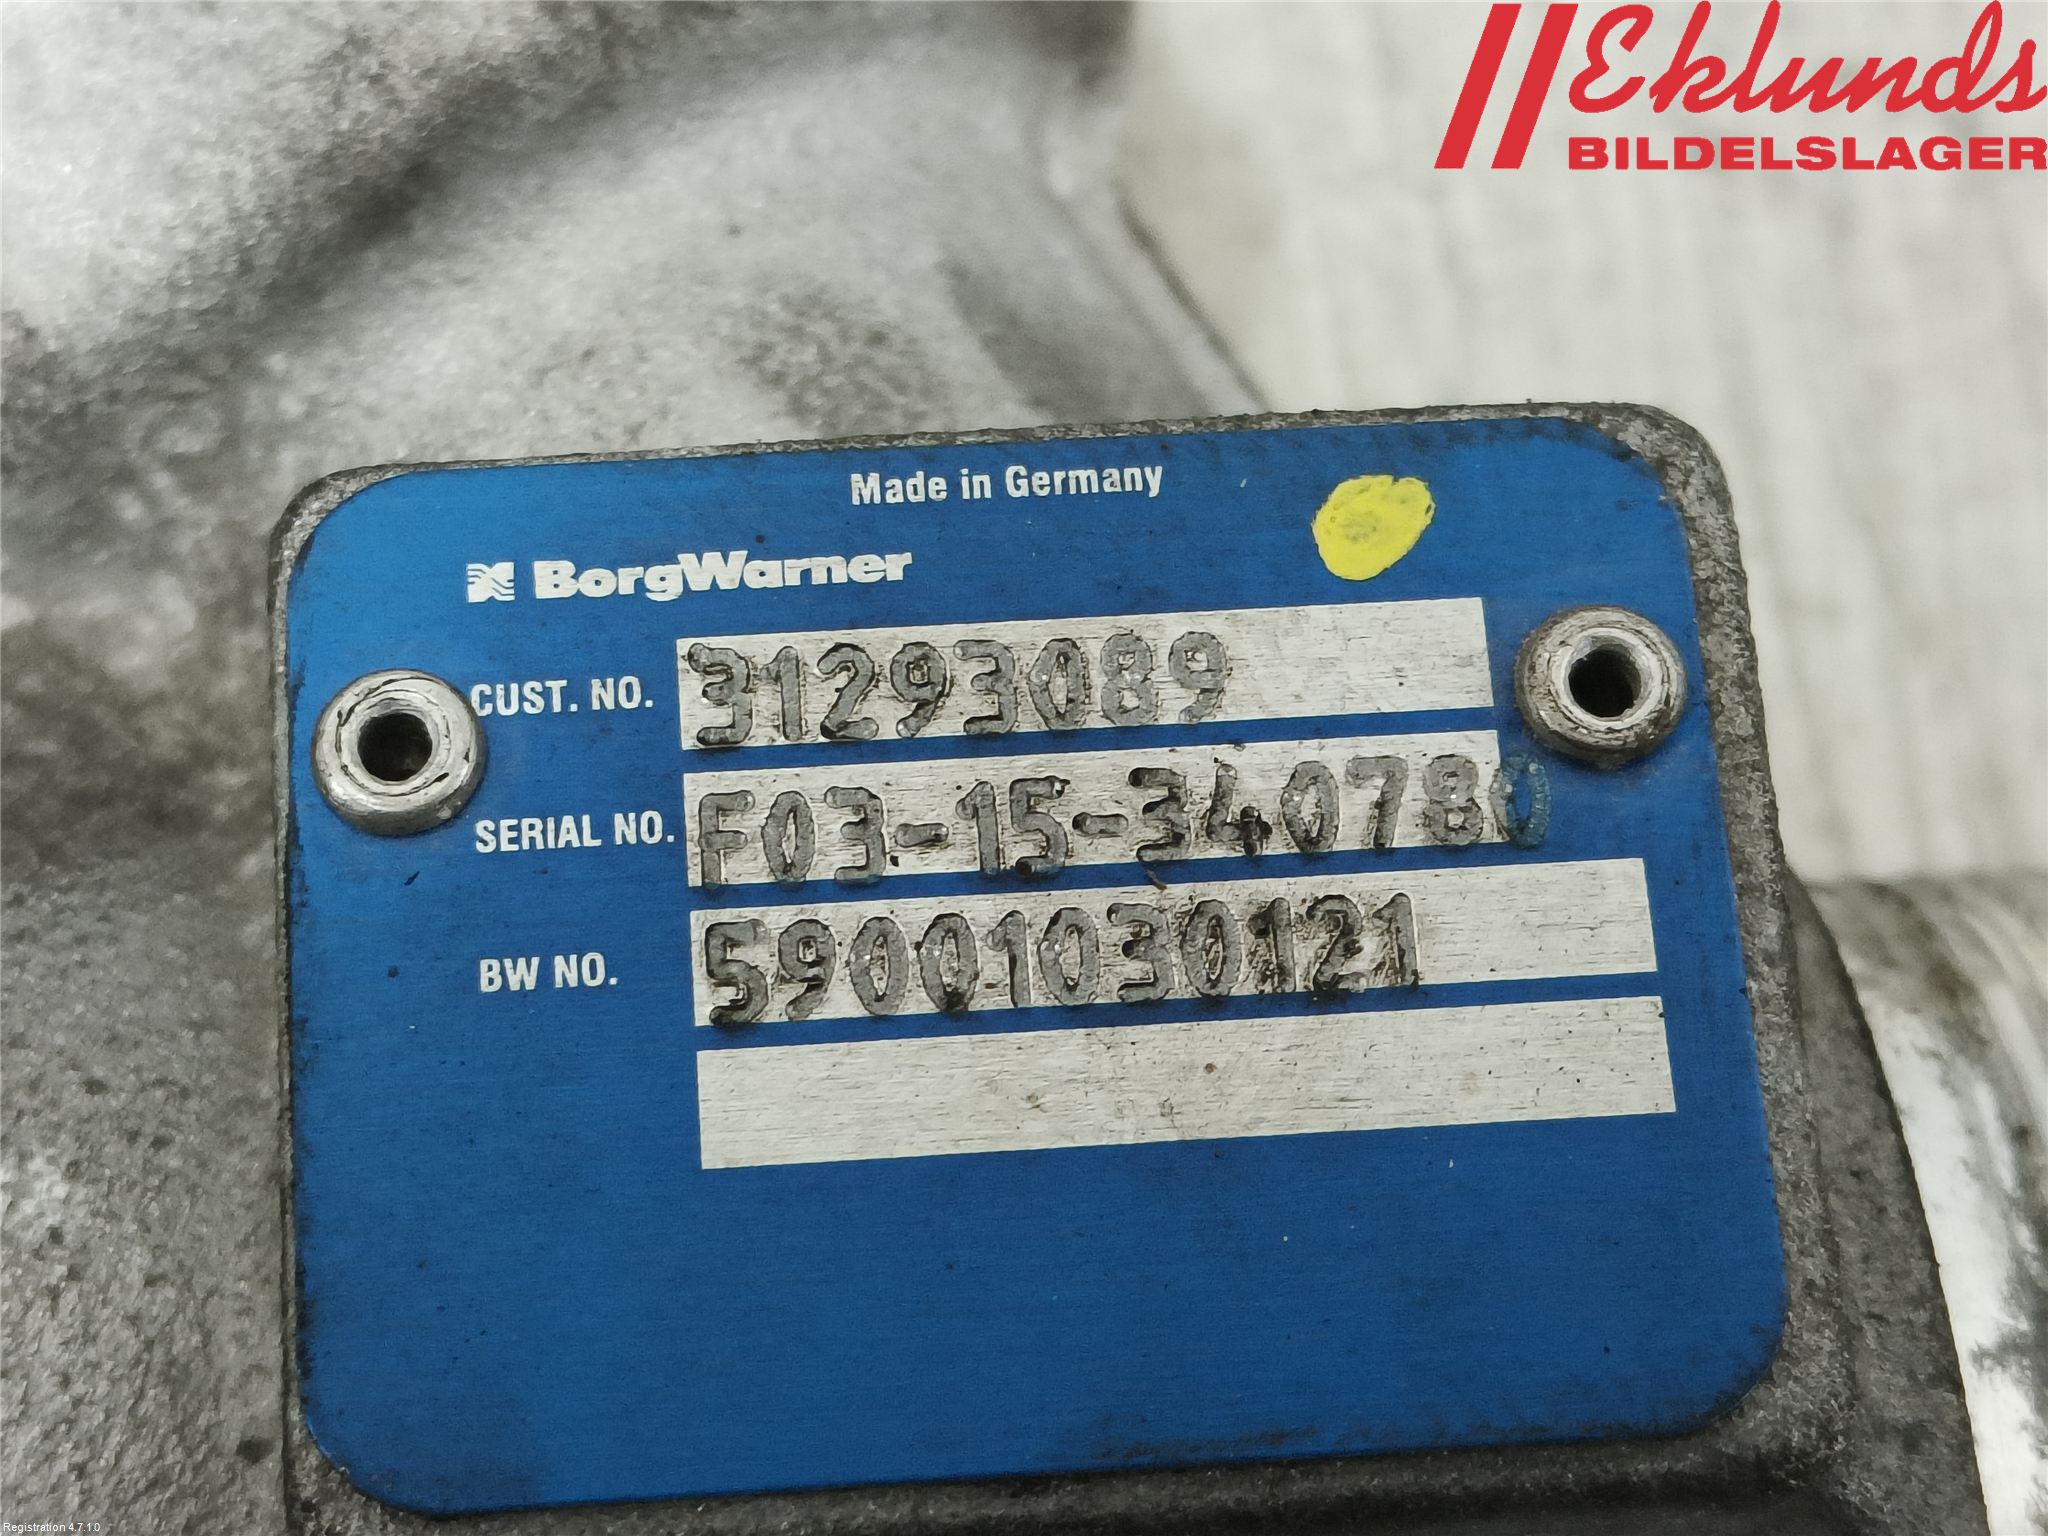 Eklunds
BILDELSLAGER
Made in Germany
BorgWarner
CUST. NO. 31293089
SERIAL NO. F03-15-340780
BW NO. 59001030121
Registration 4.7.1.0